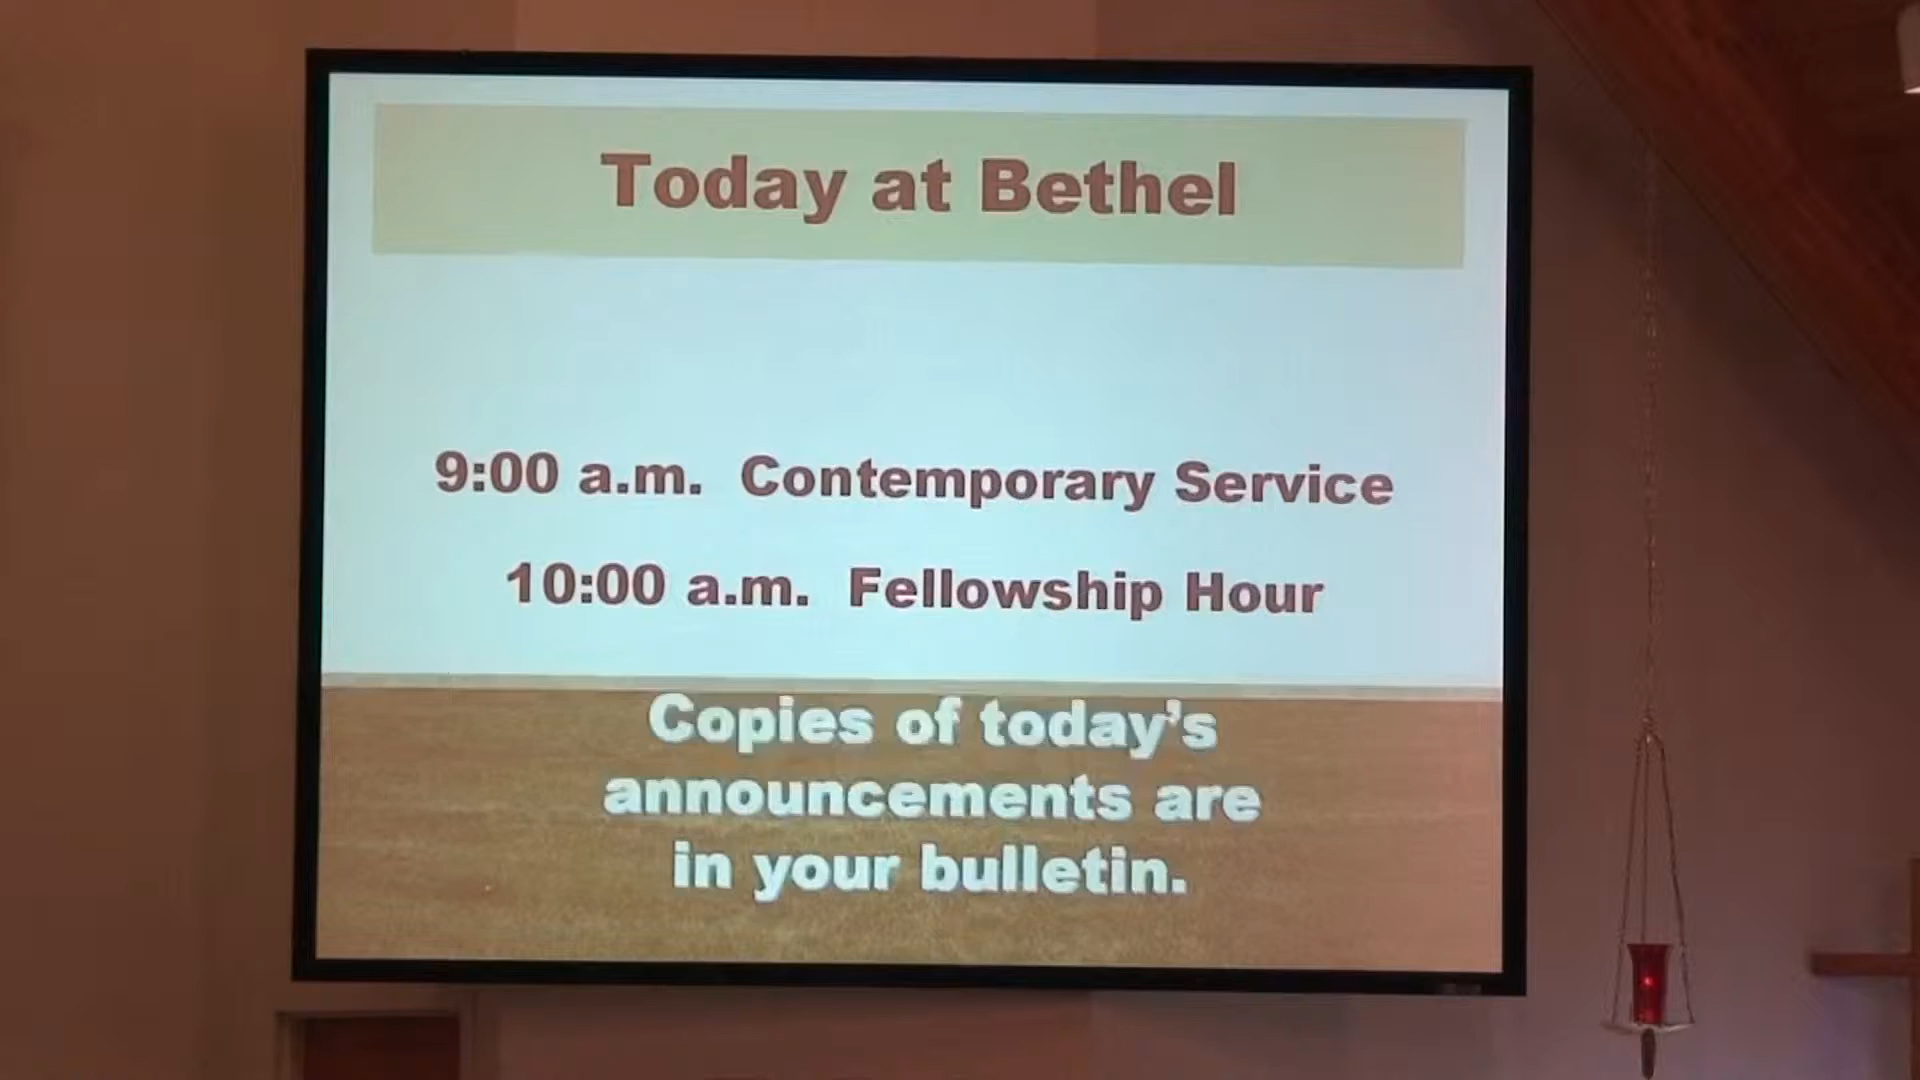 Today at Bethel
9:00 a.m. Contemporary Service
10:00 a.m. Fellowship Hour
Copies of today's
announcements are
in your bulletin.